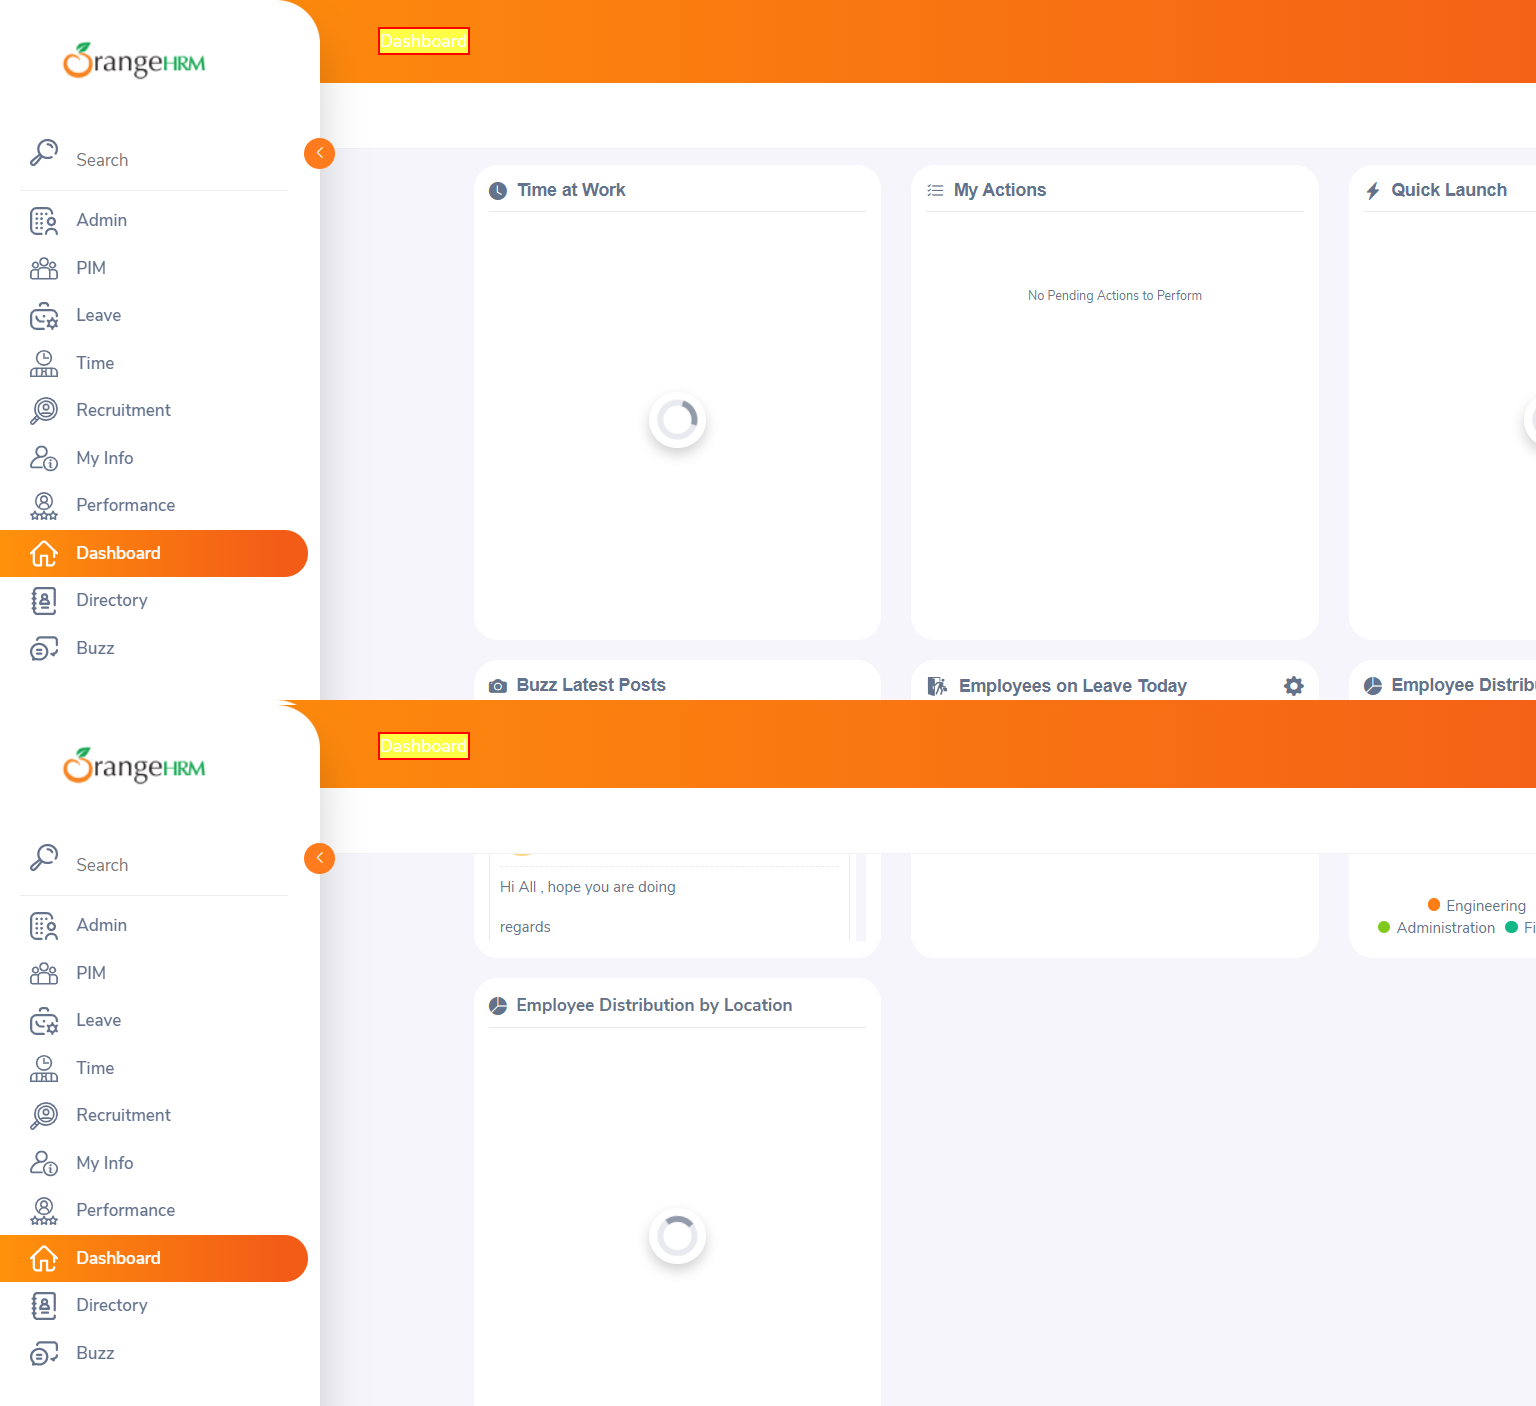 OrangeHRM
Dashboard
Search
Admin
PIM
Leave
Time
Recruitment
My Info
Performance
Dashboard
Directory
Buzz
Time at Work
My Actions
No Pending Actions to Perform
Quick Launch
Buzz Latest Posts
Employees on Leave Today
Employee Distribu
OrangeHRM
Dashboard
Search
Admin
PIM
Leave
Time
Recruitment
My Info
Performance
Dashboard
Directory
Buzz
Hi All , hope you are doing
regards
Engineering
Administration Fi
Employee Distribution by Location